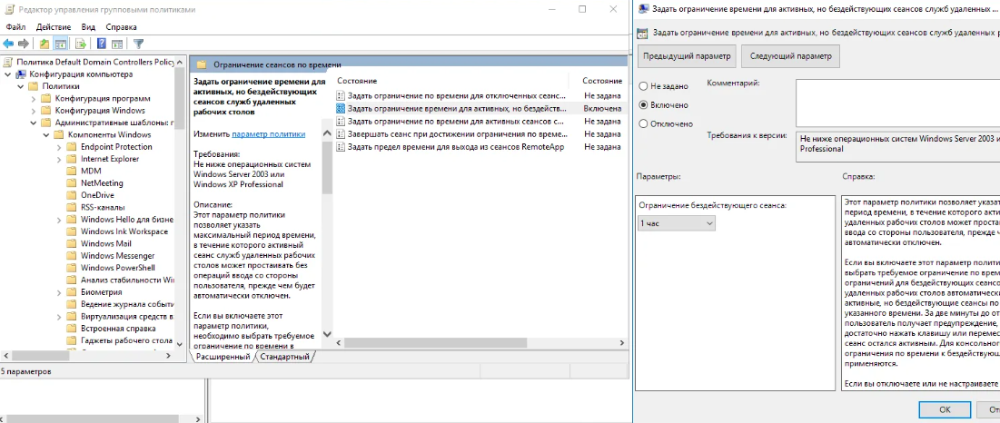 Редактор управления групповыми политиками
Файл Действие Вид Справка
Политика Default Domain Controllers Policy
Конфигурация компьютера
Политики
Конфигурация программ
Конфигурация Windows
Административные шаблоны: г
Компоненты Windows
Endpoint Protection
Internet Explorer
MDM
NetMeeting
OneDrive
RSS-каналы
Windows Hello для бизне
Windows Ink Workspace
Windows Mail
Windows Messenger
Windows PowerShell
Анализ стабильности Wi
Биометрия
Ведение журнала событи
Виртуализация средств в
Встроенная справка
Гаджеты рабочего стола
5 параметров
Ограничение сеансов по времени
Задать ограничение времени для
активных, но бездействующих
сеансов служб удаленных
рабочих столов
Изменить параметр политики
Требования:
Не ниже операционных систем
Windows Server 2003 или
Windows XP Professional
Описание:
Этот параметр политики
позволяет указать
максимальный период времени,
в течение которого активный
сеанс служб удаленных рабочих
столов может простаивать без
операций ввода со стороны
пользователя, прежде чем будет
автоматически отключен.
Если вы включаете этот
параметр политики,
необходимо выбрать требуемое
ограничение по времени в
Состояние Состояние
Задать ограничение по времени для отключенных сеанс... Не задана
Задать ограничение времени для активных, но бездейств... Включена
Задать ограничение по времени для активных сеансов с... Не задана
Завершать сеанс при достижении ограничения по време... Не задана
Задать предел времени для выхода из сеансов RemoteApp Не задана
Расширенный Стандартный
Задать ограничение времени для активных, но бездействующих сеансов служб удаленных ...
Задать ограничение времени для активных, но бездействующих сеансов служб удаленных р
Предыдущий параметр Следующий параметр
Не задано
Включено
Отключено
Комментарий:
Требования к версии:
Не ниже операционных систем Windows Server 2003 и
Professional
Параметры:
Справка:
Ограничение бездействующего сеанса:
1 час
Этот параметр политики позволяет указат
период времени, в течение которого акти
удаленных рабочих столов может простаи
ввода со стороны пользователя, прежде че
автоматически отключен.
Если вы включаете этот параметр полити
выбрать требуемое ограничение по врем
ограничений для бездействующих сеансов
удаленных рабочих столов автоматически
активные, но бездействующие сеансы по
указанного времени. За две минуты до от
пользователь получает предупреждение,
достаточно нажать клавишу или перемес
сеанс остался активным. Для консольног
ограничения по времени к бездействующ
применяются.
Если вы отключаете или не настраиваете
OK От